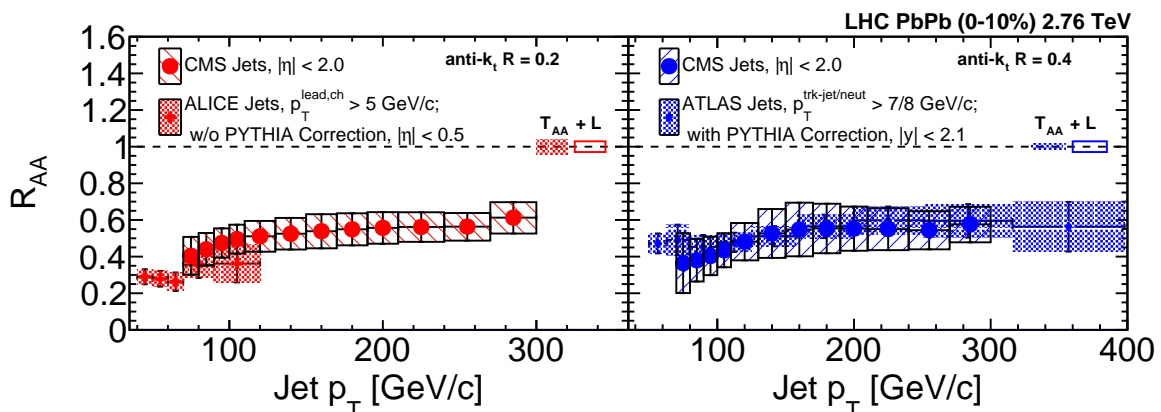 LHC PbPb (0-10%) 2.76 TeV
R_AA
1.6
1.4
1.2
1
0.8
0.6
0.4
0.2
0
CMS Jets, |η| < 2.0
anti-k_t R = 0.2
ALICE Jets, p_T^lead,ch > 5 GeV/c;
w/o PYTHIA Correction, |η| < 0.5
T_AA + L
100 200 300
Jet p_T [GeV/c]
CMS Jets, |η| < 2.0
anti-k_t R = 0.4
ATLAS Jets, p_T^trk-jet/neut > 7/8 GeV/c;
with PYTHIA Correction, |y| < 2.1
T_AA + L
100 200 300 400
Jet p_T [GeV/c]